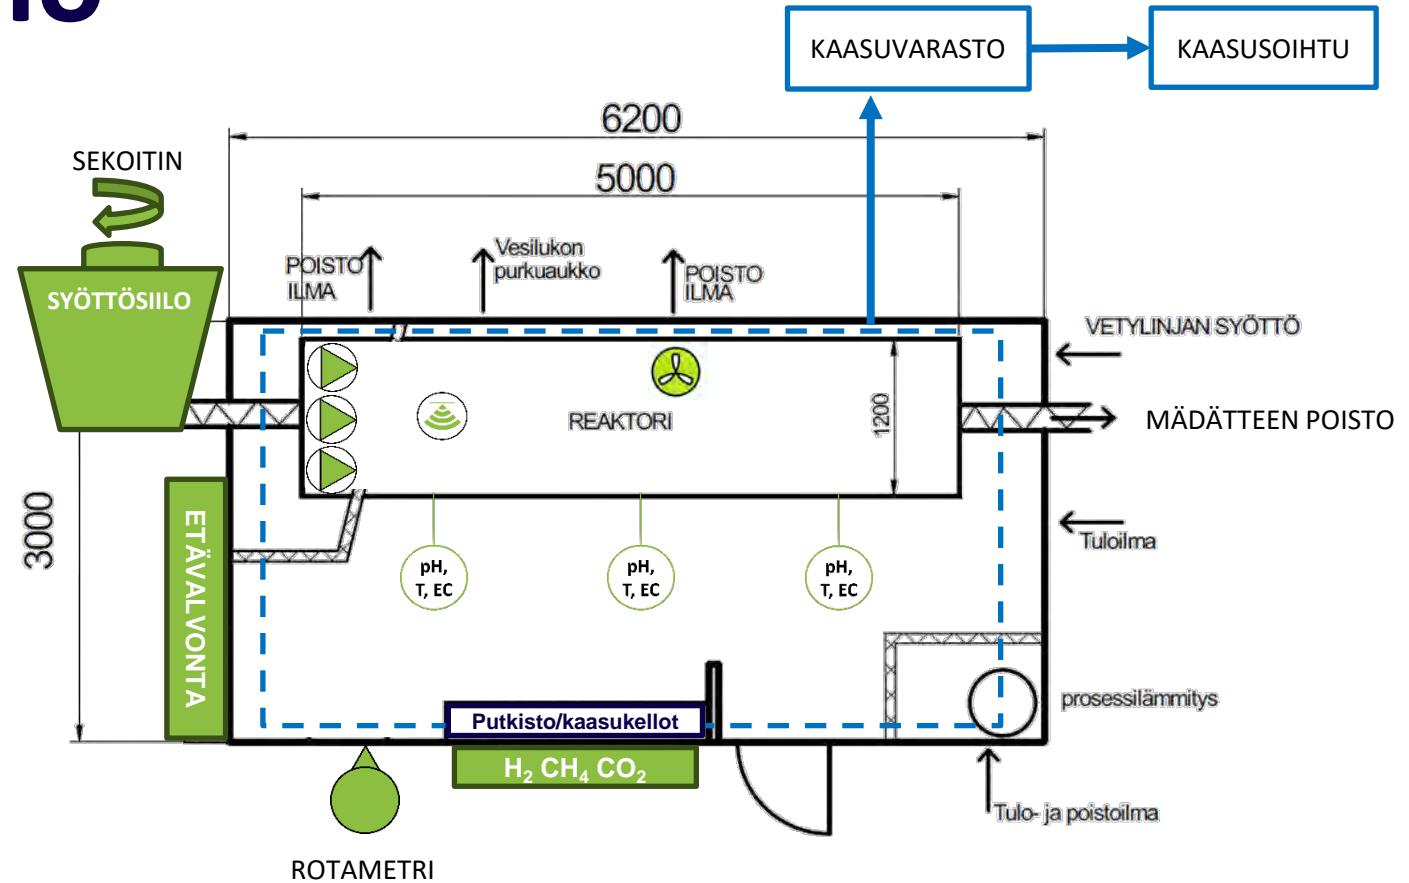 KAASUVARASTO
KAASUSOIHTU
6200
SEKOITIN
5000
POISTO
ILMA
Vesilukon
purkuaukko
POISTO
ILMA
SYÖTTÖSIILO
VETYLINJAN SYÖTTÖ
REAKTORI
1200
MÄDÄTTEEN POISTO
3000
ETÄVALVONTA
Tuloilma
pH,
T, EC
pH,
T, EC
pH,
T, EC
prosessilämmitys
Putkisto/kaasukellot
H₂ CH₄ CO₂
Tulo- ja poistoilma
ROTAMETRI